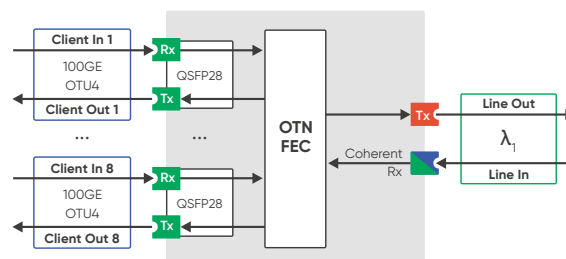 Client In 1
Rx
100GE
OTU4
QSFP28
Client Out 1
Tx
...
...
OTN
FEC
Tx
Line Out
λ1
Coherent
Rx
Line In
Client In 8
Rx
100GE
OTU4
QSFP28
Client Out 8
Tx